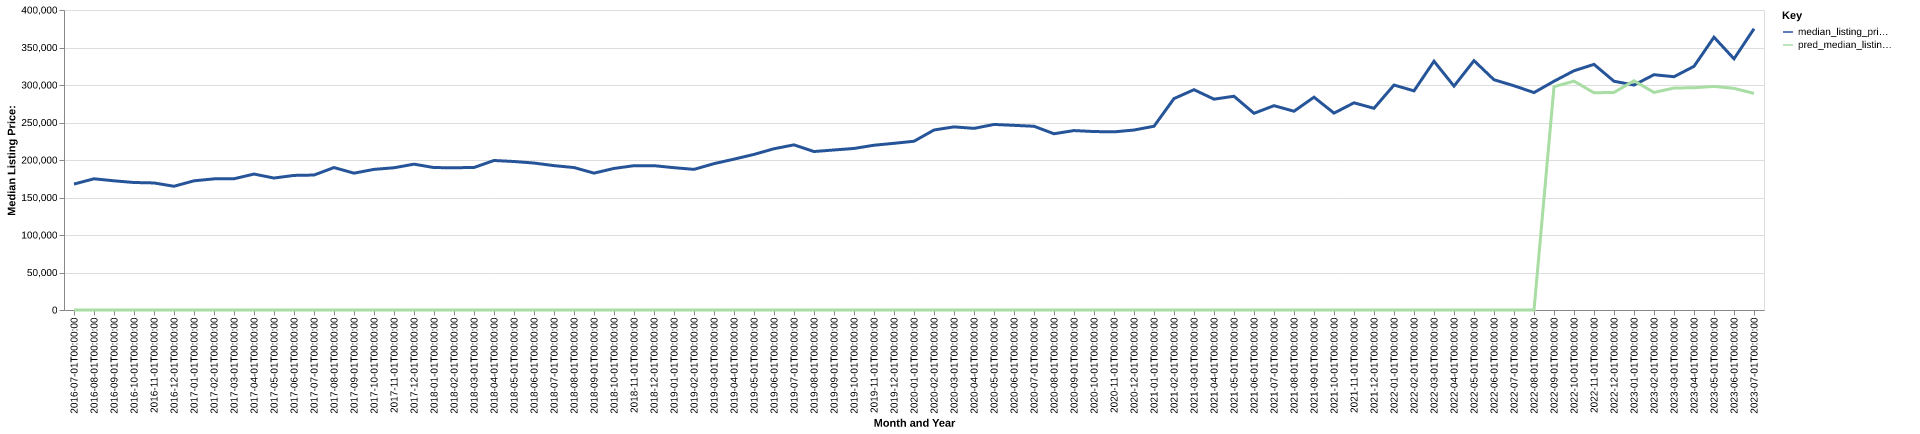 400,000
350,000
300,000
250,000
200,000
150,000
100,000
50,000
0
Median Listing Price:
2016-07-01T00:00:00
2016-08-01T00:00:00
2016-09-01T00:00:00
2016-10-01T00:00:00
2016-11-01T00:00:00
2016-12-01T00:00:00
2017-01-01T00:00:00
2017-02-01T00:00:00
2017-03-01T00:00:00
2017-04-01T00:00:00
2017-05-01T00:00:00
2017-06-01T00:00:00
2017-07-01T00:00:00
2017-08-01T00:00:00
2017-09-01T00:00:00
2017-10-01T00:00:00
2017-11-01T00:00:00
2017-12-01T00:00:00
2018-01-01T00:00:00
2018-02-01T00:00:00
2018-03-01T00:00:00
2018-04-01T00:00:00
2018-05-01T00:00:00
2018-06-01T00:00:00
2018-07-01T00:00:00
2018-08-01T00:00:00
2018-09-01T00:00:00
2018-10-01T00:00:00
2018-11-01T00:00:00
2018-12-01T00:00:00
2019-01-01T00:00:00
2019-02-01T00:00:00
2019-03-01T00:00:00
2019-04-01T00:00:00
2019-05-01T00:00:00
2019-06-01T00:00:00
2019-07-01T00:00:00
2019-08-01T00:00:00
2019-09-01T00:00:00
2019-10-01T00:00:00
2019-11-01T00:00:00
2019-12-01T00:00:00
2020-01-01T00:00:00
2020-02-01T00:00:00
2020-03-01T00:00:00
2020-04-01T00:00:00
2020-05-01T00:00:00
2020-06-01T00:00:00
2020-07-01T00:00:00
2020-08-01T00:00:00
2020-09-01T00:00:00
2020-10-01T00:00:00
2020-11-01T00:00:00
2020-12-01T00:00:00
2021-01-01T00:00:00
2021-02-01T00:00:00
2021-03-01T00:00:00
2021-04-01T00:00:00
2021-05-01T00:00:00
2021-06-01T00:00:00
2021-07-01T00:00:00
2021-08-01T00:00:00
2021-09-01T00:00:00
2021-10-01T00:00:00
2021-11-01T00:00:00
2021-12-01T00:00:00
2022-01-01T00:00:00
2022-02-01T00:00:00
2022-03-01T00:00:00
2022-04-01T00:00:00
2022-05-01T00:00:00
2022-06-01T00:00:00
2022-07-01T00:00:00
2022-08-01T00:00:00
2022-09-01T00:00:00
2022-10-01T00:00:00
2022-11-01T00:00:00
2022-12-01T00:00:00
2023-01-01T00:00:00
2023-02-01T00:00:00
2023-03-01T00:00:00
2023-04-01T00:00:00
2023-05-01T00:00:00
2023-06-01T00:00:00
2023-07-01T00:00:00
Month and Year
Key
median_listing_pri…
pred_median_listin…